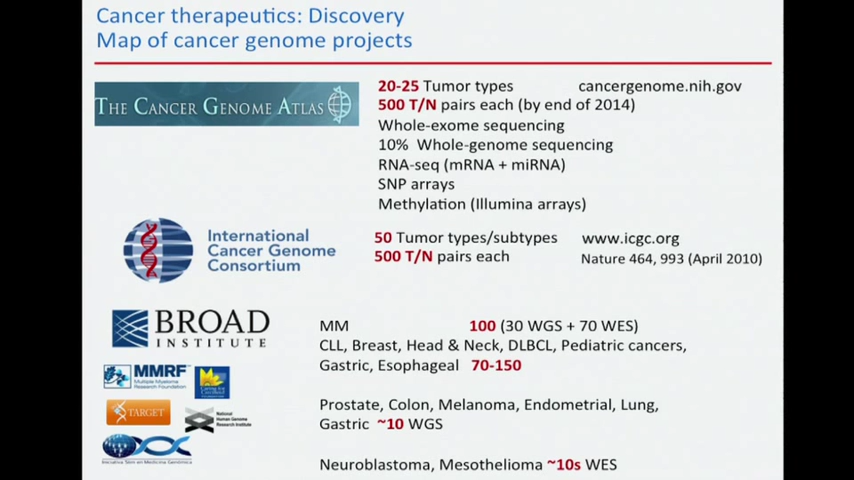 Cancer therapeutics: Discovery
Map of cancer genome projects
THE CANCER GENOME ATLAS
20-25 Tumor types cancergenome.nih.gov
500 T/N pairs each (by end of 2014)
Whole-exome sequencing
10% Whole-genome sequencing
RNA-seq (mRNA + miRNA)
SNP arrays
Methylation (Illumina arrays)
International
Cancer Genome
Consortium
50 Tumor types/subtypes www.icgc.org
500 T/N pairs each Nature 464, 993 (April 2010)
BROAD
INSTITUTE
MM 100 (30 WGS + 70 WES)
CLL, Breast, Head & Neck, DLBCL, Pediatric cancers,
Gastric, Esophageal 70-150
MMRF
Multiple Myeloma
Research Foundation
TARGET
National
Human Genome
Research Institute
Prostate, Colon, Melanoma, Endometrial, Lung,
Gastric ~10 WGS
Iniciativa Slim en Medicina Genómica
Neuroblastoma, Mesothelioma ~10s WES